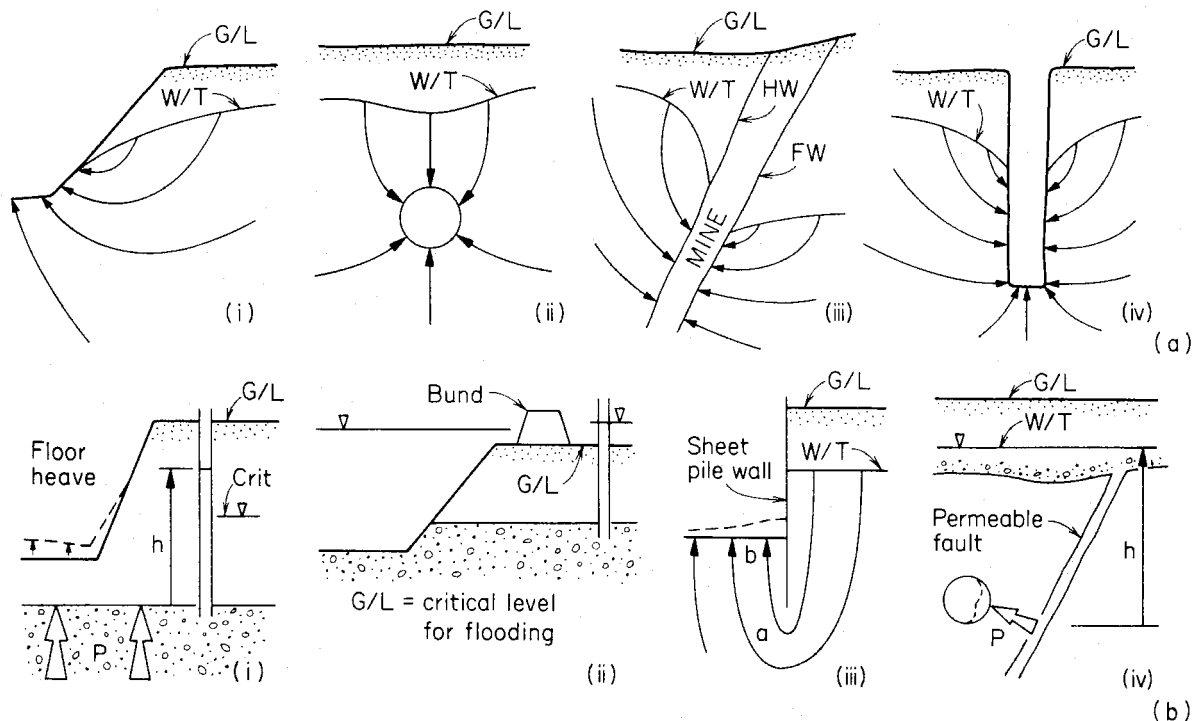 G/L
W/T
(i)
G/L
W/T
(ii)
G/L
W/T
HW
FW
MINE
(iii)
G/L
W/T
(iv)
(a)
G/L
Floor
heave
Crit
h
P
(i)
Bund
G/L
G/L = critical level
for flooding
(ii)
G/L
Sheet
pile wall
W/T
b
a
(iii)
G/L
W/T
Permeable
fault
h
P
(iv)
(b)